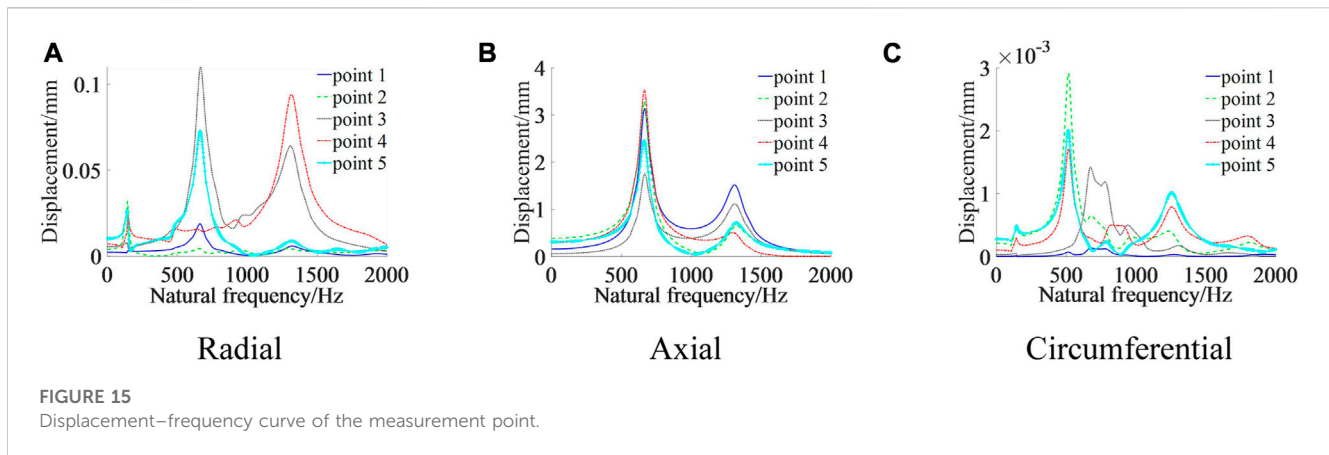 A
B
C
×10⁻³
0.1
0.05
0
Displacement/mm
point 1
point 2
point 3
point 4
point 5
0 500 1000 1500 2000
Natural frequency/Hz
Radial
4
3
2
1
0
Displacement/mm
point 1
point 2
point 3
point 4
point 5
0 500 1000 1500 2000
Natural frequency/Hz
Axial
3
2
1
0
Displacement/mm
point 1
point 2
point 3
point 4
point 5
0 500 1000 1500 2000
Natural frequency/Hz
Circumferential
FIGURE 15
Displacement–frequency curve of the measurement point.